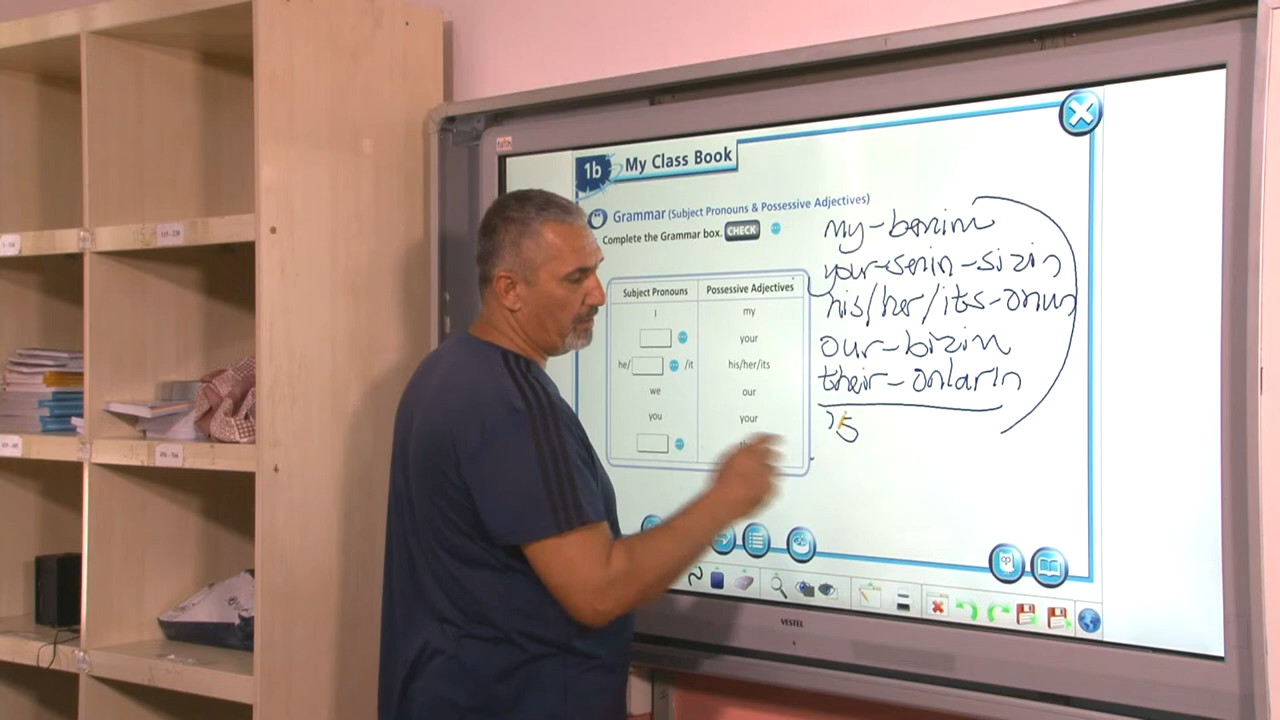 1b My Class Book
Grammar (Subject Pronouns & Possessive Adjectives)
Complete the Grammar box. CHECK
Subject Pronouns Possessive Adjectives
I my
your
he/ /it his/her/its
we our
you your
my-benim
your-senin-sizin
his/her/its-onun
our-bizim
their-onların
's
VESTEL